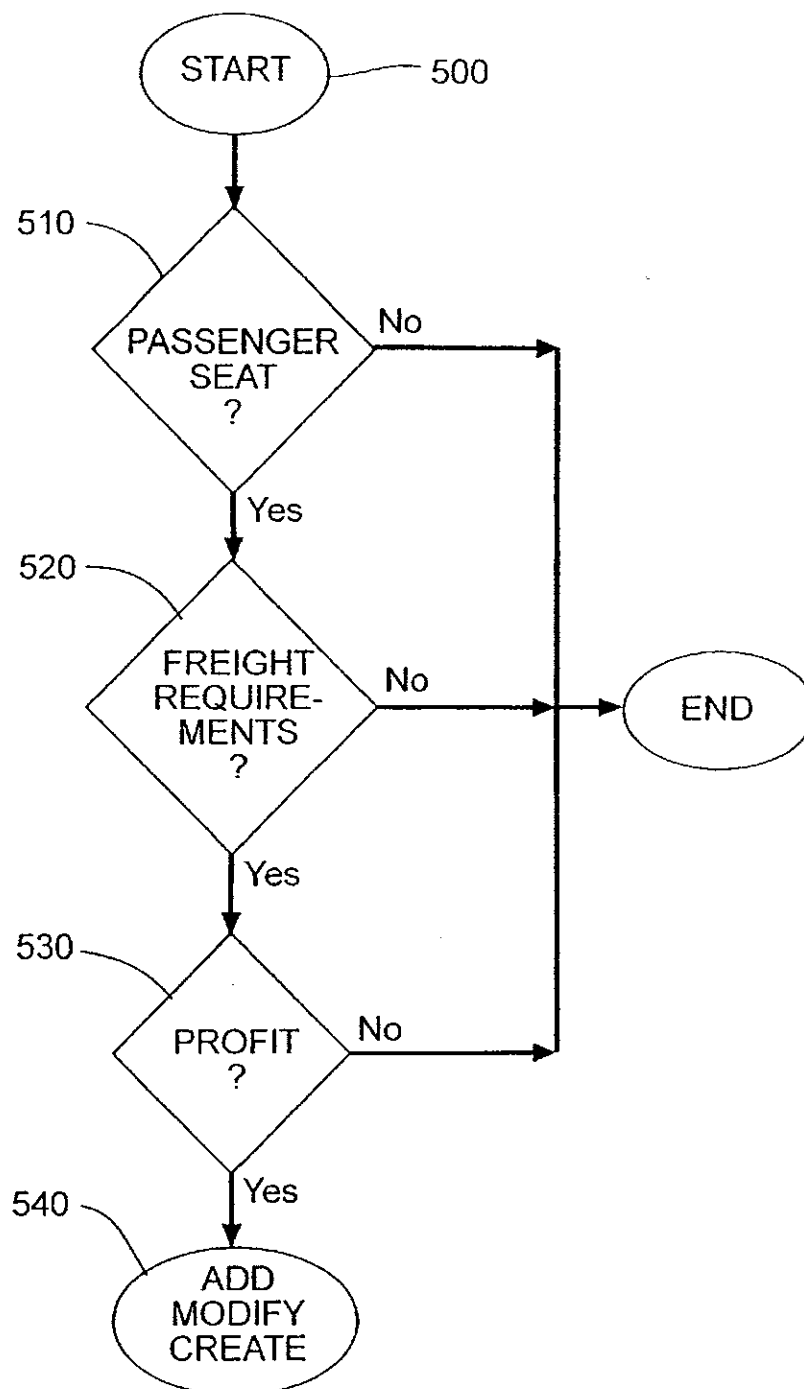 START
500
510
No
PASSENGER
SEAT
?
Yes
520
FREIGHT
REQUIRE-
MENTS
?
No
END
Yes
530
PROFIT
?
No
Yes
540
ADD
MODIFY
CREATE